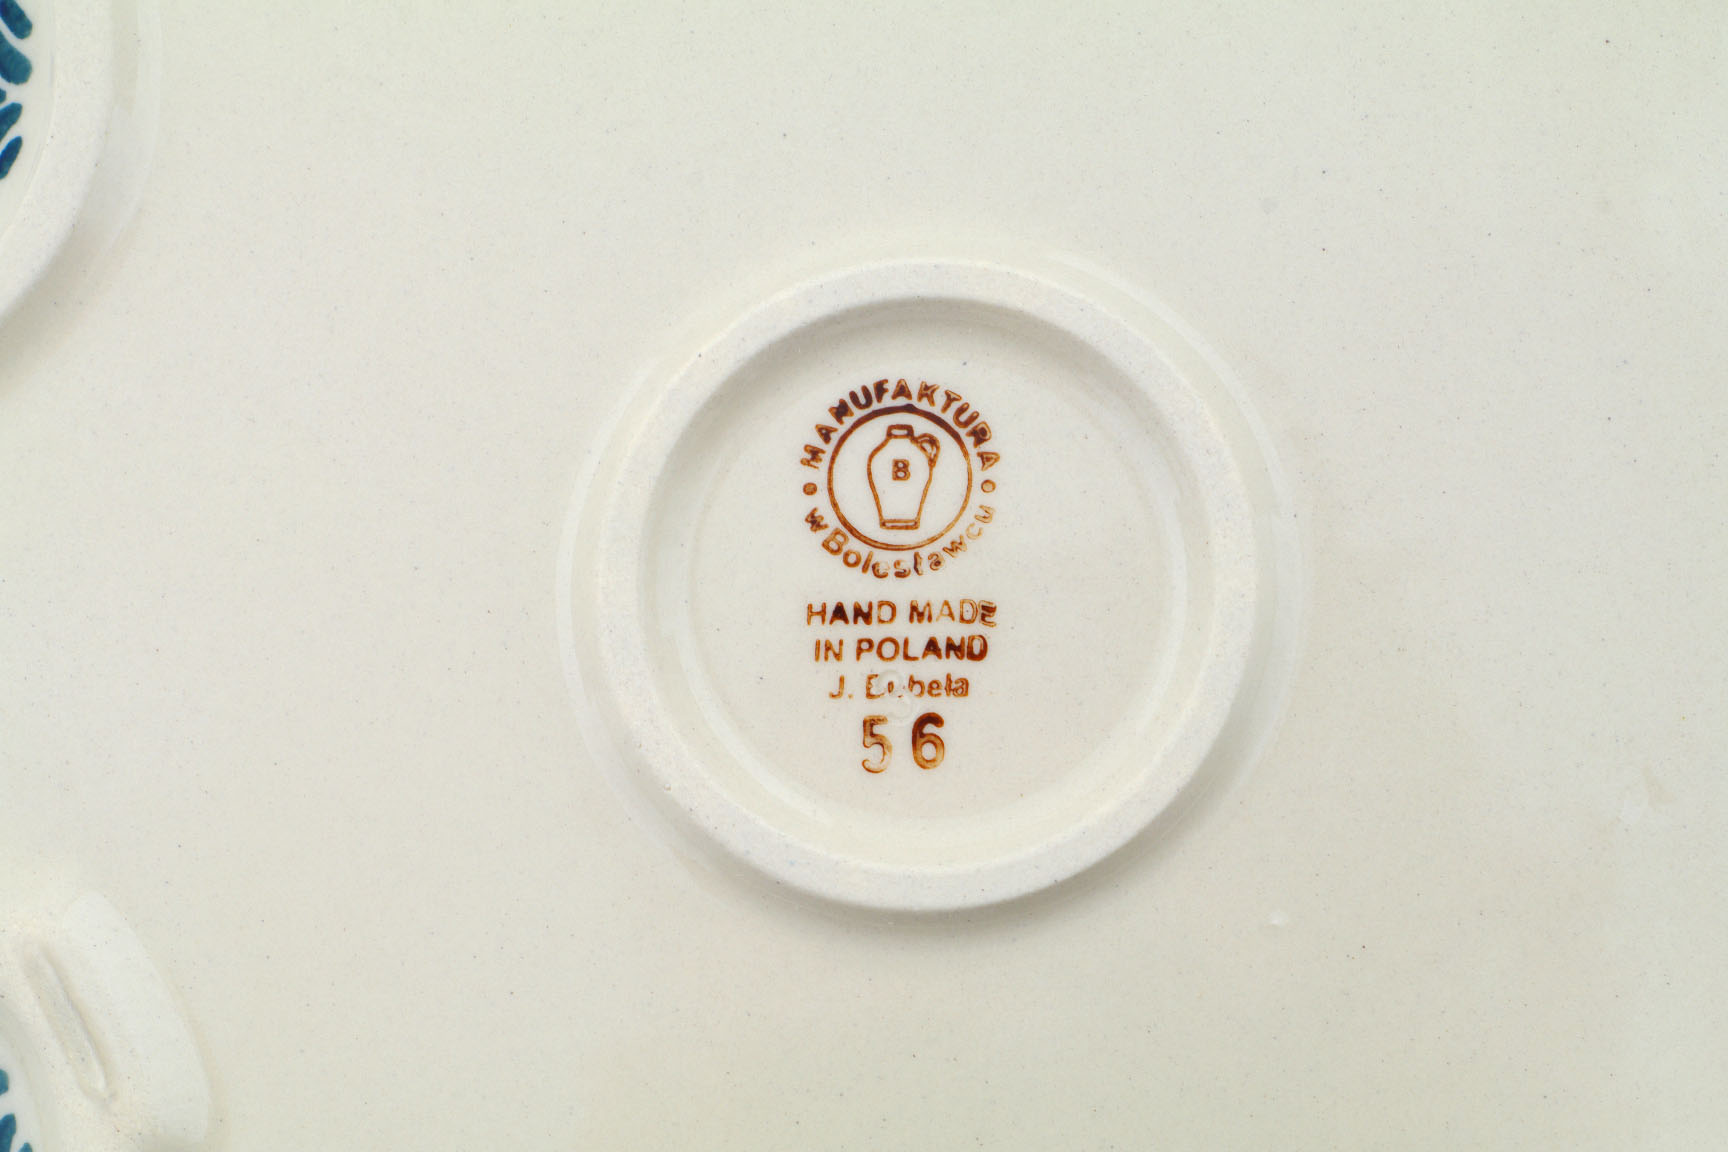 MANUFAKTURA
w Bolesławcu
B
HAND MADE
IN POLAND
J.
56